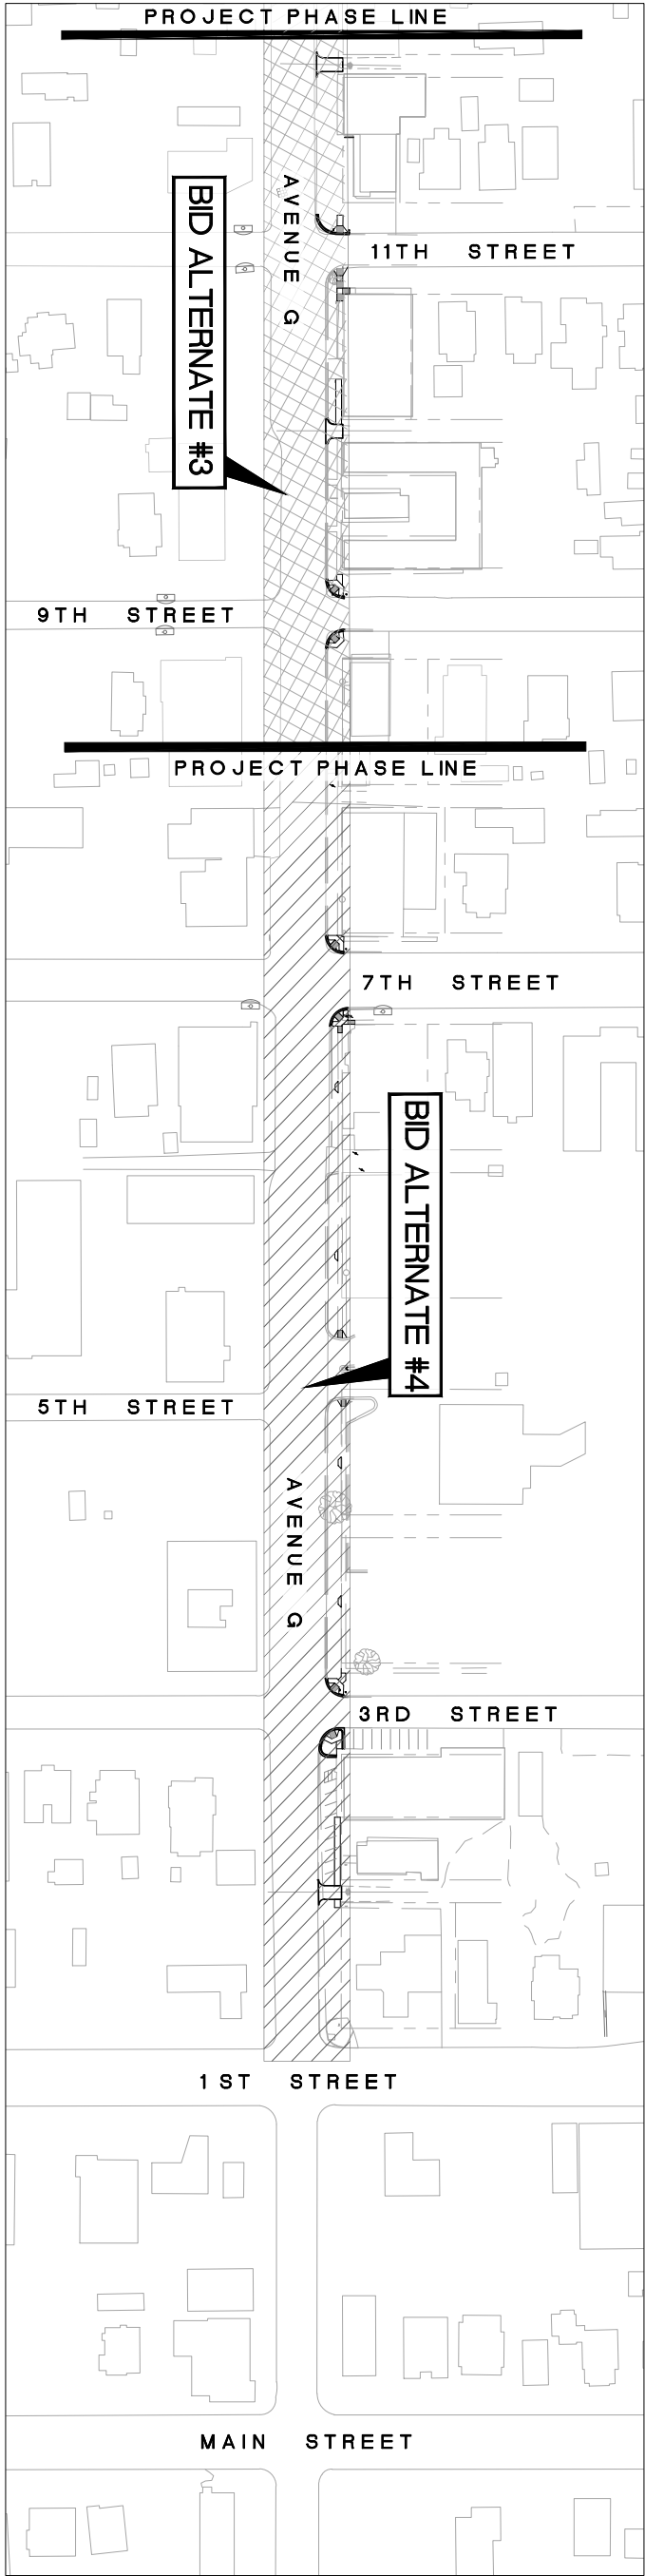 PROJECT PHASE LINE
AVENUE G
BID ALTERNATE #3
11TH STREET
9TH STREET
PROJECT PHASE LINE
7TH STREET
BID ALTERNATE #4
5TH STREET
AVENUE G
3RD STREET
1ST STREET
MAIN STREET